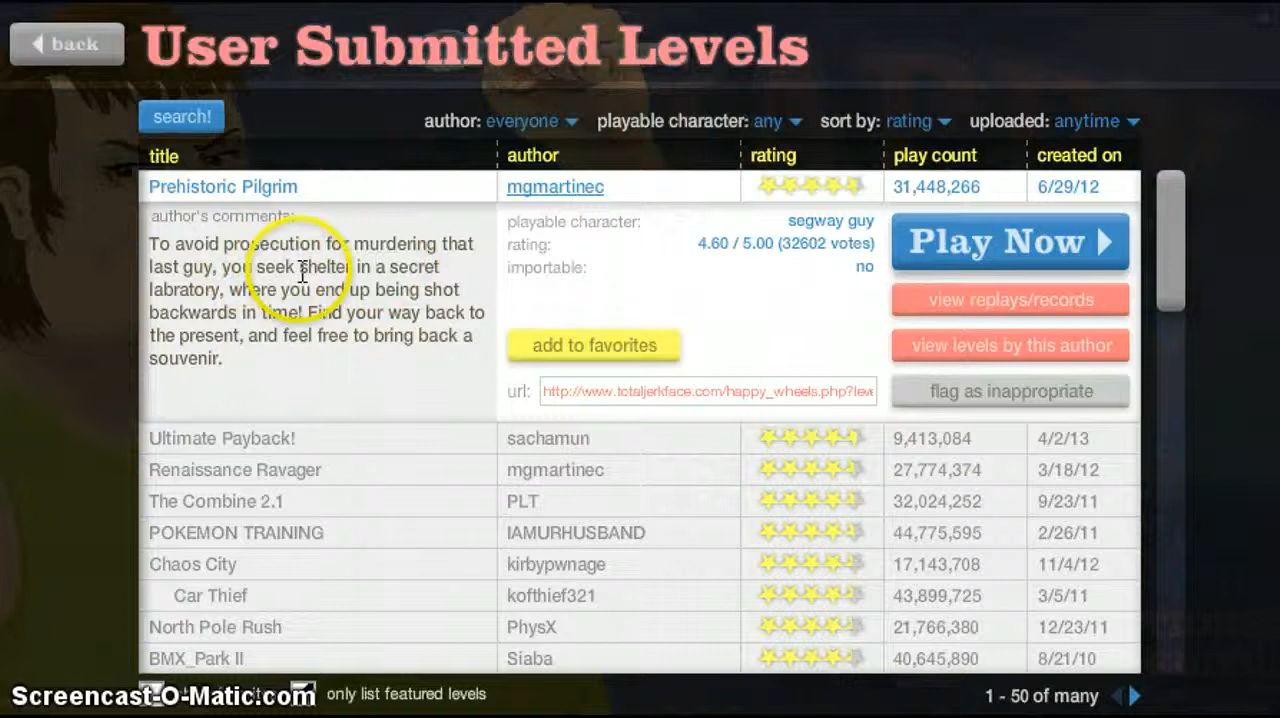 back
User Submitted Levels
search!
author: everyone playable character: any sort by: rating uploaded: anytime
title author rating play count created on
Prehistoric Pilgrim mgmartinec 31,448,266 6/29/12
author's comments:
To avoid prosecution for murdering that
last guy, you seek shelter in a secret
labratory, where you end up being shot
backwards in time! Find your way back to
the present, and feel free to bring back a
souvenir.
playable character: segway guy
rating: 4.60 / 5.00 (32602 votes)
importable: no
add to favorites
url: http://www.totaljerkface.com/happy_wheels.php?leve
Play Now
view replays/records
view levels by this author
flag as inappropriate
Ultimate Payback! sachamun 9,413,084 4/2/13
Renaissance Ravager mgmartinec 27,774,374 3/18/12
The Combine 2.1 PLT 32,024,252 9/23/11
POKEMON TRAINING IAMURHUSBAND 44,775,595 2/26/11
Chaos City kirbypwnage 17,143,708 11/4/12
Car Thief kofthief321 43,899,725 3/5/11
North Pole Rush PhysX 21,766,380 12/23/11
BMX_Park II Siaba 40,645,890 8/21/10
Screencast-O-Matic.com only list featured levels 1 - 50 of many